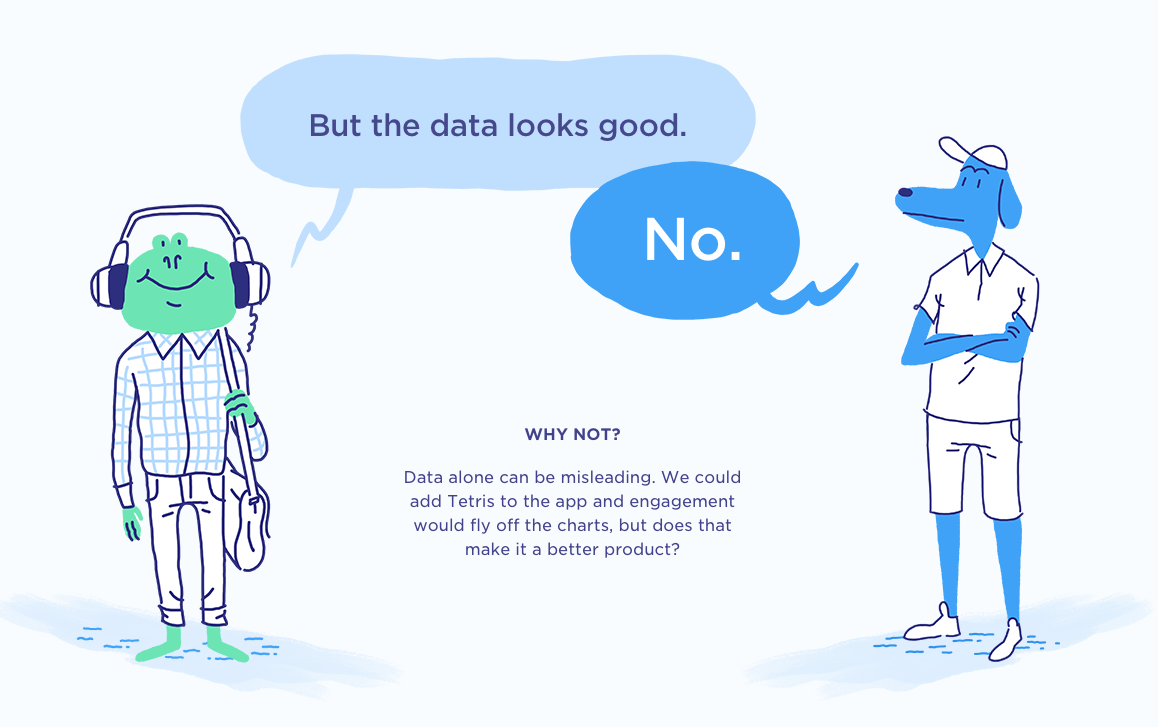 But the data looks good.
No.
WHY NOT?
Data alone can be misleading. We could
add Tetris to the app and engagement
would fly off the charts, but does that
make it a better product?